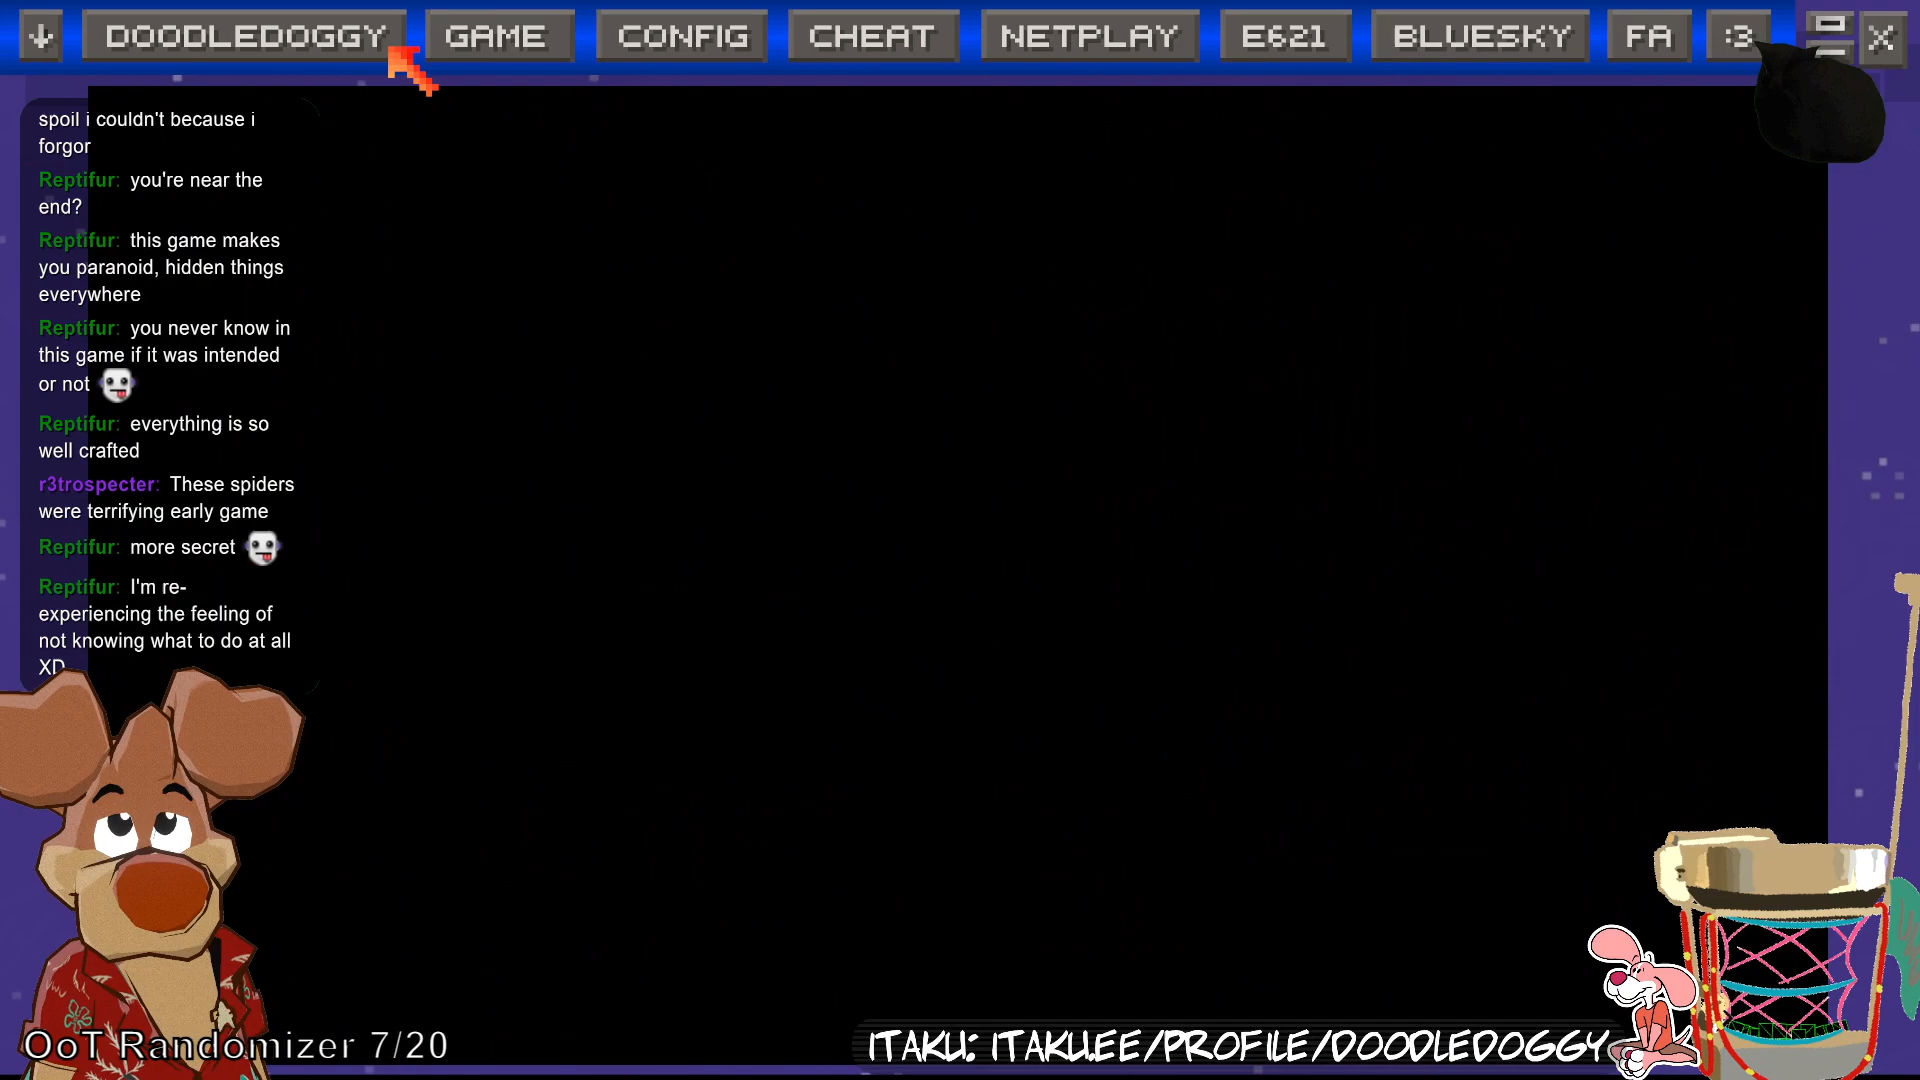 DOODLEDOGGY GAME CONFIG CHEAT NETPLAY E621 BLUESKY FA :3
spoil i couldn't because i
forgor
Reptifur: you're near the
end?
Reptifur: this game makes
you paranoid, hidden things
everywhere
Reptifur: you never know in
this game if it was intended
or not
Reptifur: everything is so
well crafted
r3trospecter: These spiders
were terrifying early game
Reptifur: more secret
Reptifur: I'm re-
experiencing the feeling of
not knowing what to do at all
XD
OoT Randomizer 7/20
ITAKU: ITAKU.EE/PROFILE/DOODLEDOGGY